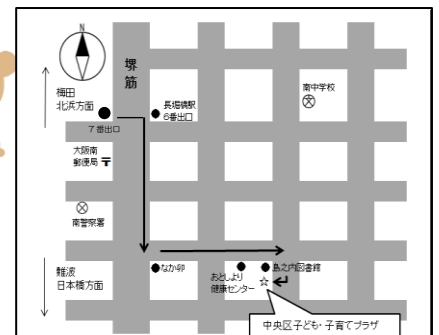 N
堺
筋
梅田
北浜方面
7番出口
長堀橋駅
6番出口
南中学校
文
大阪南
郵便局 〒
南警察署
難波
日本橋方面
なか卯
おとしより
健康センター
島之内図書館
中央区子ども・子育てプラザ